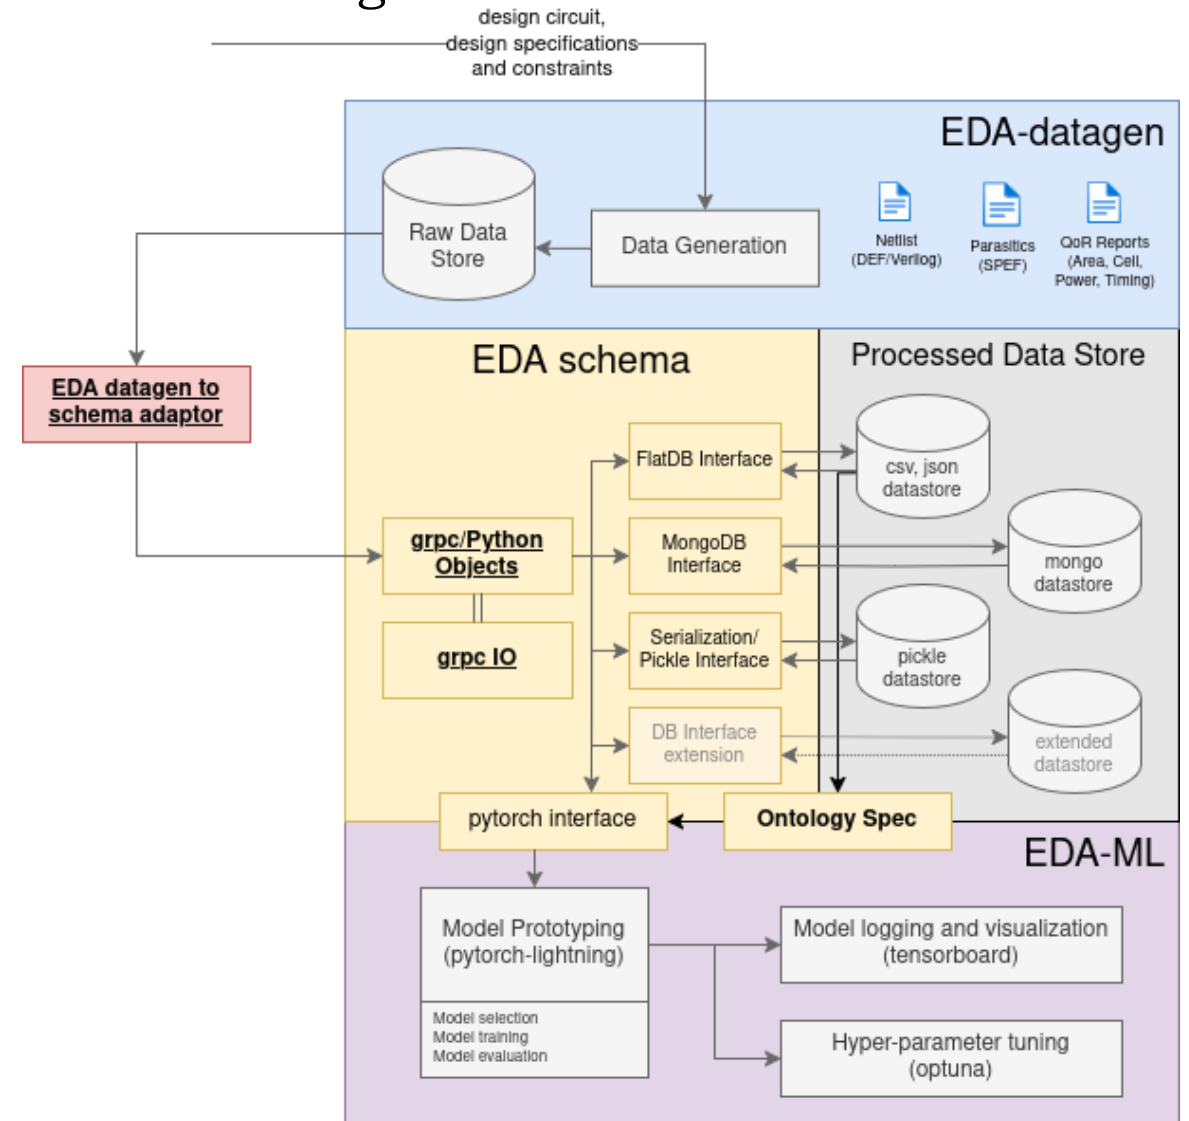 design circuit,
design specifications
and constraints
EDA-datagen
Raw Data
Store
Data Generation
Netlist
(DEF/Verilog)
Parasitics
(SPEF)
QoR Reports
(Area, Cell,
Power, Timing)
EDA datagen to
schema adaptor
EDA schema
Processed Data Store
FlatDB Interface
csv, json
datastore
grpc/Python
Objects
MongoDB
Interface
mongo
datastore
grpc IO
Serialization/
Pickle Interface
pickle
datastore
DB Interface
extension
extended
datastore
pytorch interface
Ontology Spec
EDA-ML
Model Prototyping
(pytorch-lightning)
Model selection
Model training
Model evaluation
Model logging and visualization
(tensorboard)
Hyper-parameter tuning
(optuna)